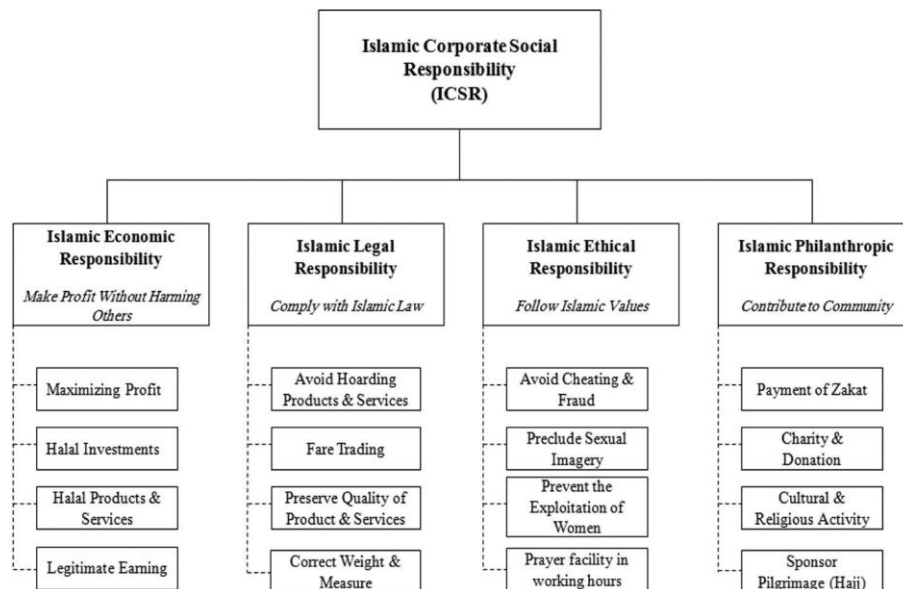 Islamic Corporate Social
Responsibility
(ICSR)
Islamic Economic
Responsibility
Make Profit Without Harming
Others
Islamic Legal
Responsibility
Comply with Islamic Law
Islamic Ethical
Responsibility
Follow Islamic Values
Islamic Philanthropic
Responsibility
Contribute to Community
Maximizing Profit
Halal Investments
Halal Products &
Services
Legitimate Earning
Avoid Hoarding
Products & Services
Fare Trading
Preserve Quality of
Product & Services
Correct Weight &
Measure
Avoid Cheating &
Fraud
Preclude Sexual
Imagery
Prevent the
Exploitation of
Women
Prayer facility in
working hours
Payment of Zakat
Charity &
Donation
Cultural &
Religious Activity
Sponsor
Pilgrimage (Hajj)